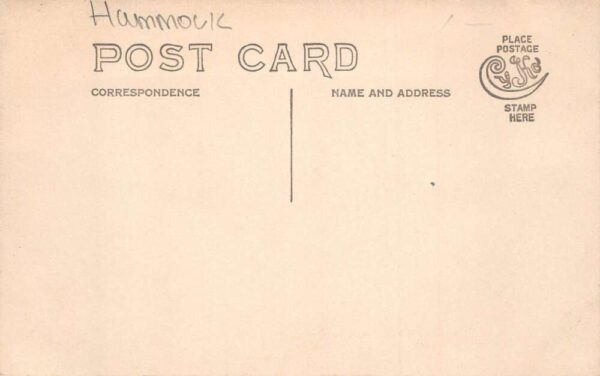 Hammock
POST CARD
CORRESPONDENCE
NAME AND ADDRESS
PLACE
POSTAGE
STAMP
HERE